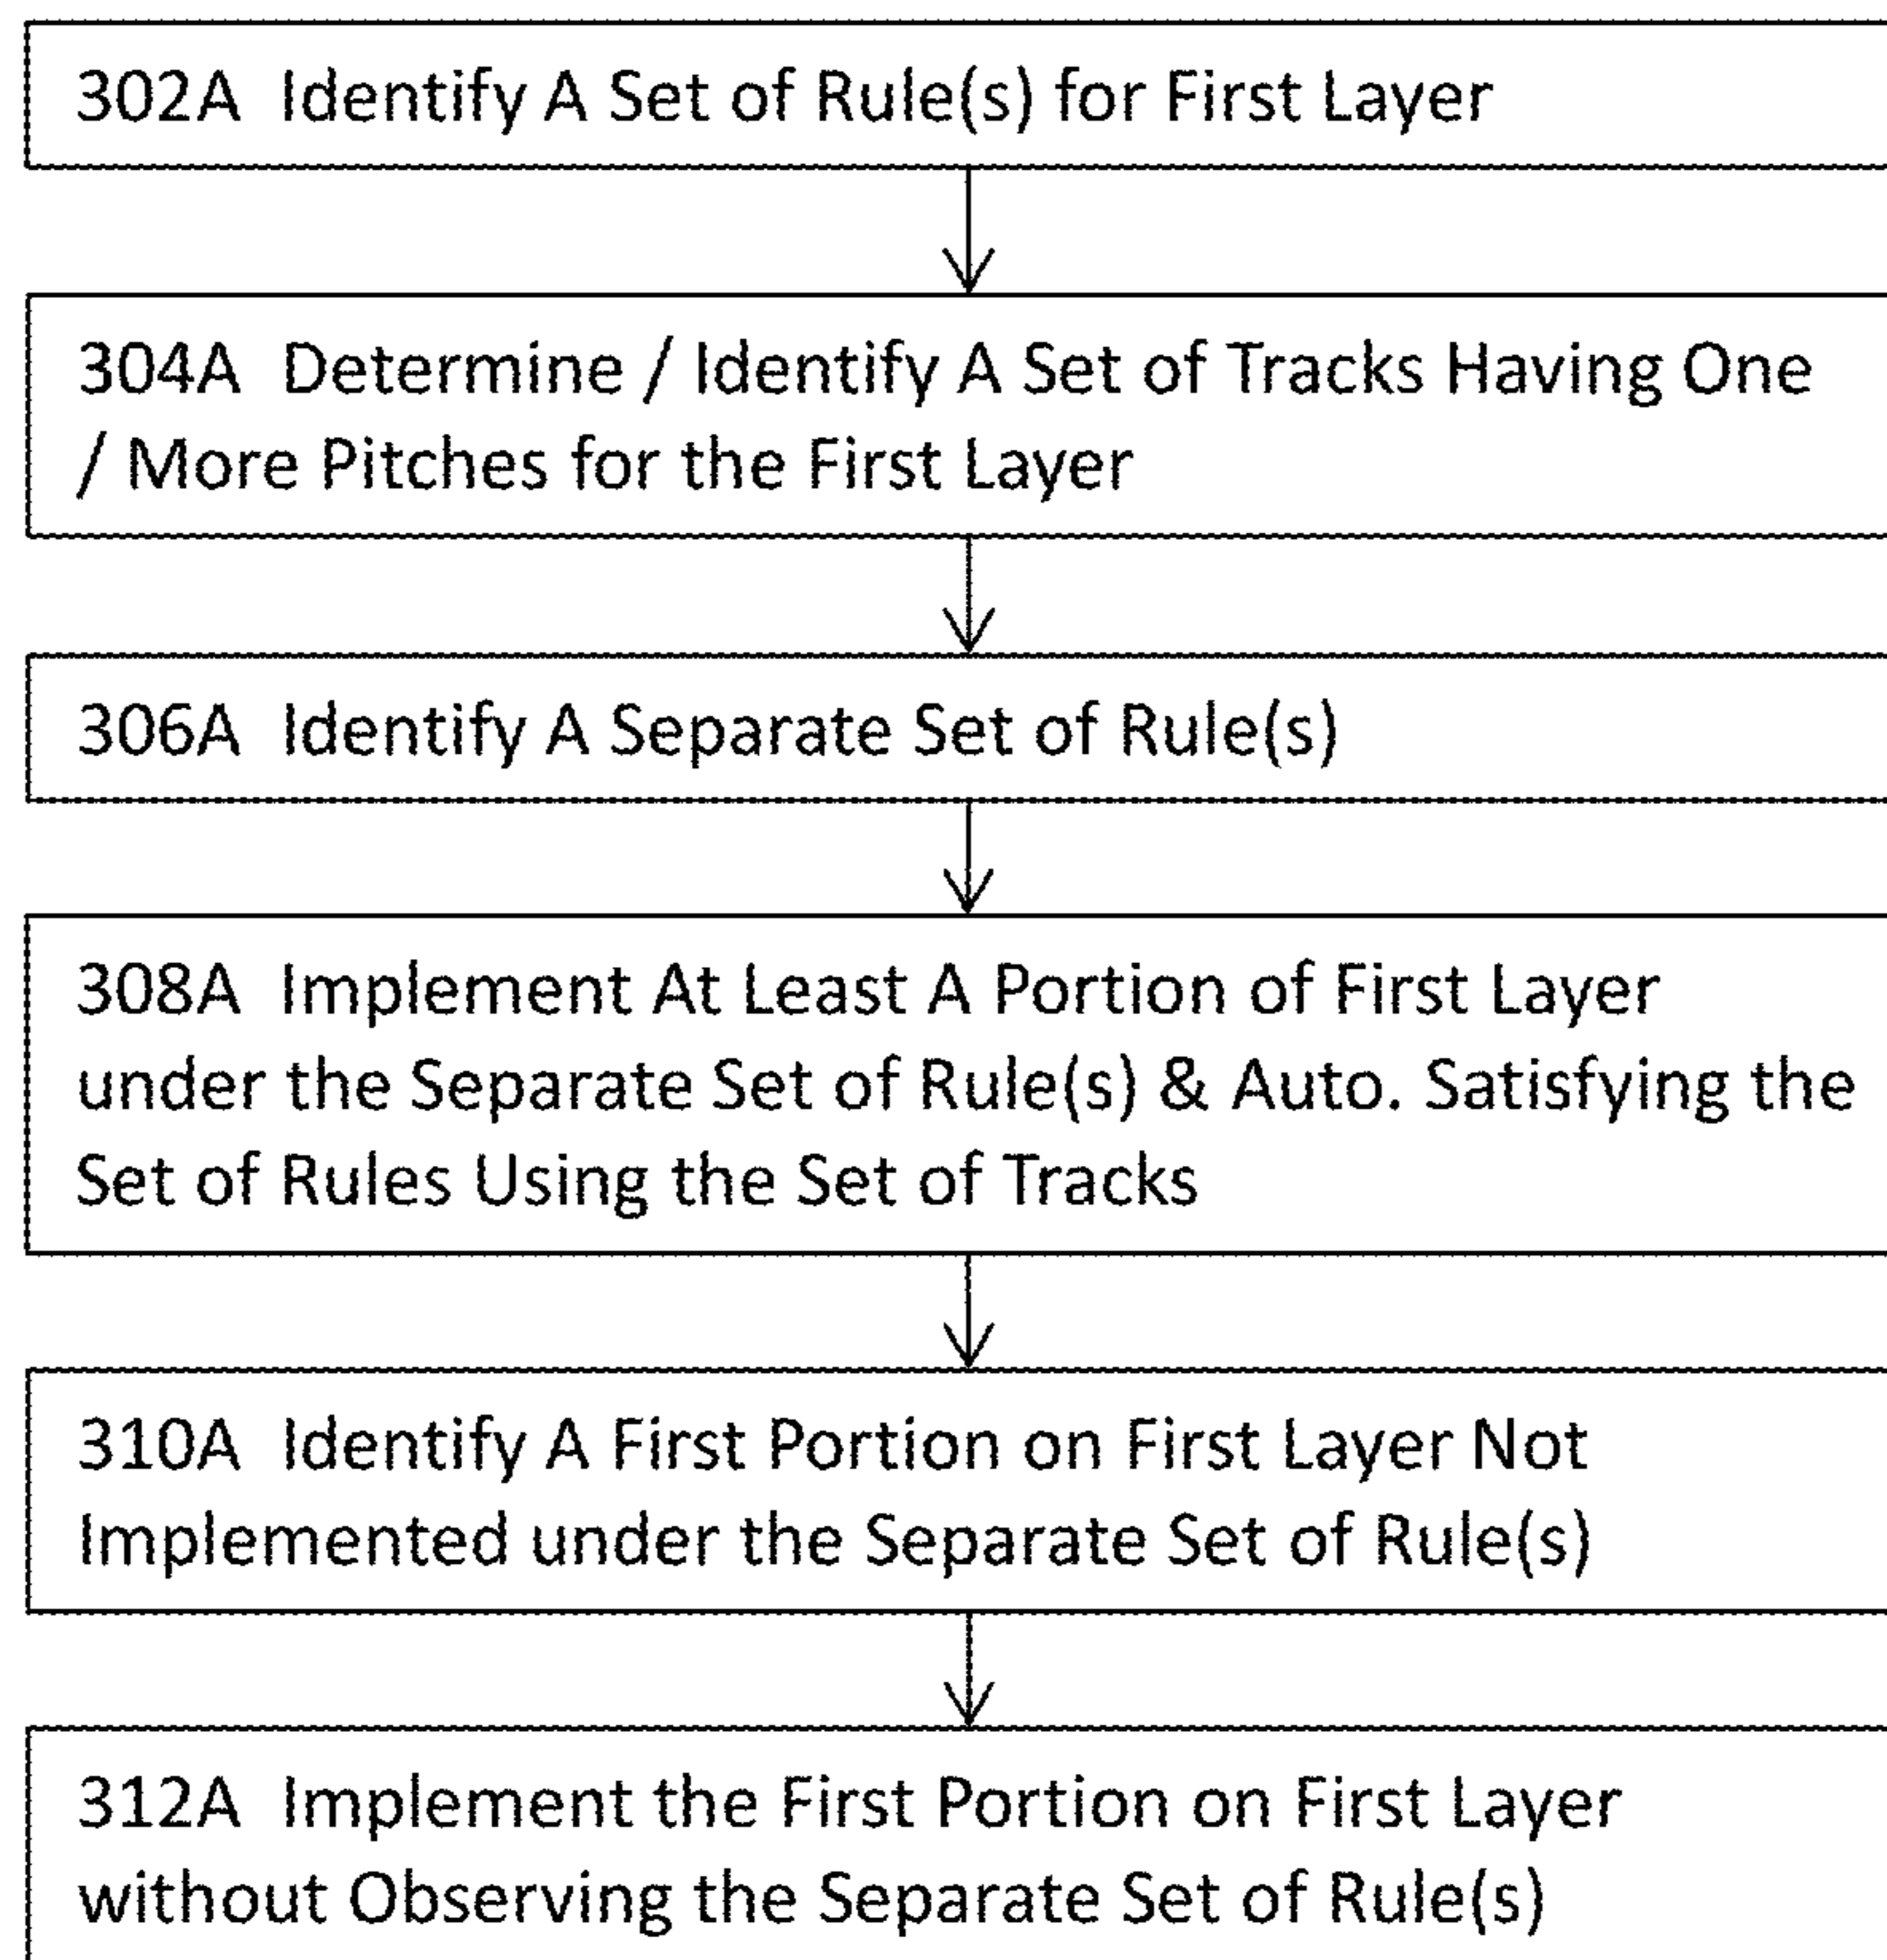 302A Identify A Set of Rule(s) for First Layer
304A Determine / Identify A Set of Tracks Having One
/ More Pitches for the First Layer
306A Identify A Separate Set of Rule(s)
308A Implement At Least A Portion of First Layer
under the Separate Set of Rule(s) & Auto. Satisfying the
Set of Rules Using the Set of Tracks
310A Identify A First Portion on First Layer Not
Implemented under the Separate Set of Rule(s)
312A Implement the First Portion on First Layer
without Observing the Separate Set of Rule(s)